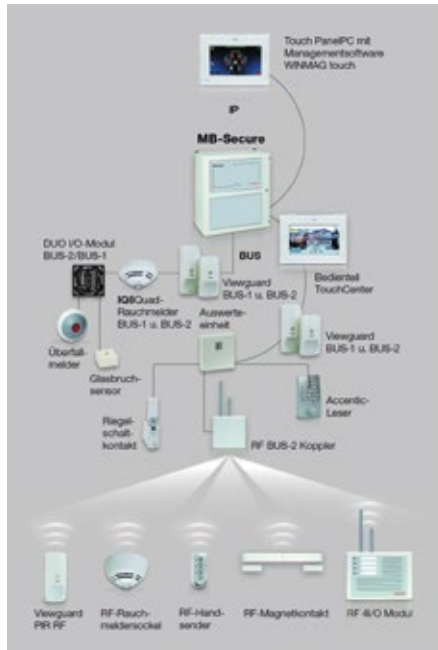 Touch PanelPC mit
Managementsoftware
WINMAG touch
IP
MB-Secure
DUO I/O-Modul
BUS-2/BUS-1
BUS
IQ8Quad-
Rauchmelder
BUS-1 u. BUS-2
Viewguard
BUS-1 u. BUS-2
Bedienteil
TouchCenter
Auswerte-
einheit
Überfall-
melder
Viewguard
BUS-1 u. BUS-2
Glasbruch-
sensor
Riegel-
schalt-
kontakt
Accentic-
Leser
RF BUS-2 Koppler
Viewguard
PIR RF
RF-Rauch-
meldersockel
RF-Hand-
sender
RF-Magnetkontakt
RF 4I/O Modul